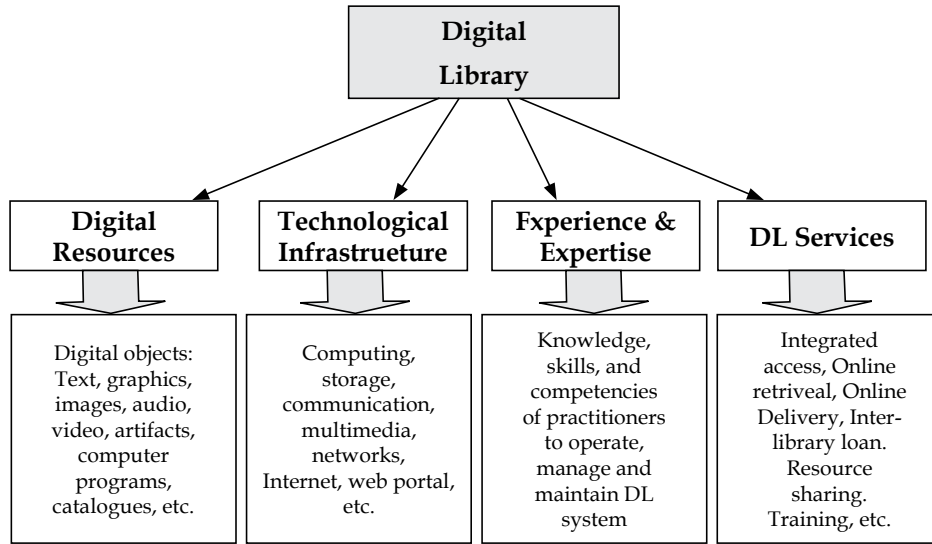 Digital
Library
Digital
Resources
Technological
Infrastrueture
Fxperience &
Expertise
DL Services
Digital objects:
Text, graphics,
images, audio,
video, artifacts,
computer
programs,
catalogues, etc.
Computing,
storage,
communication,
multimedia,
networks,
Internet, web portal,
etc.
Knowledge,
skills, and
competencies
of practitioners
to operate,
manage and
maintain DL
system
Integrated
access, Online
retriveal, Online
Delivery, Inter-
library loan.
Resource
sharing.
Training, etc.